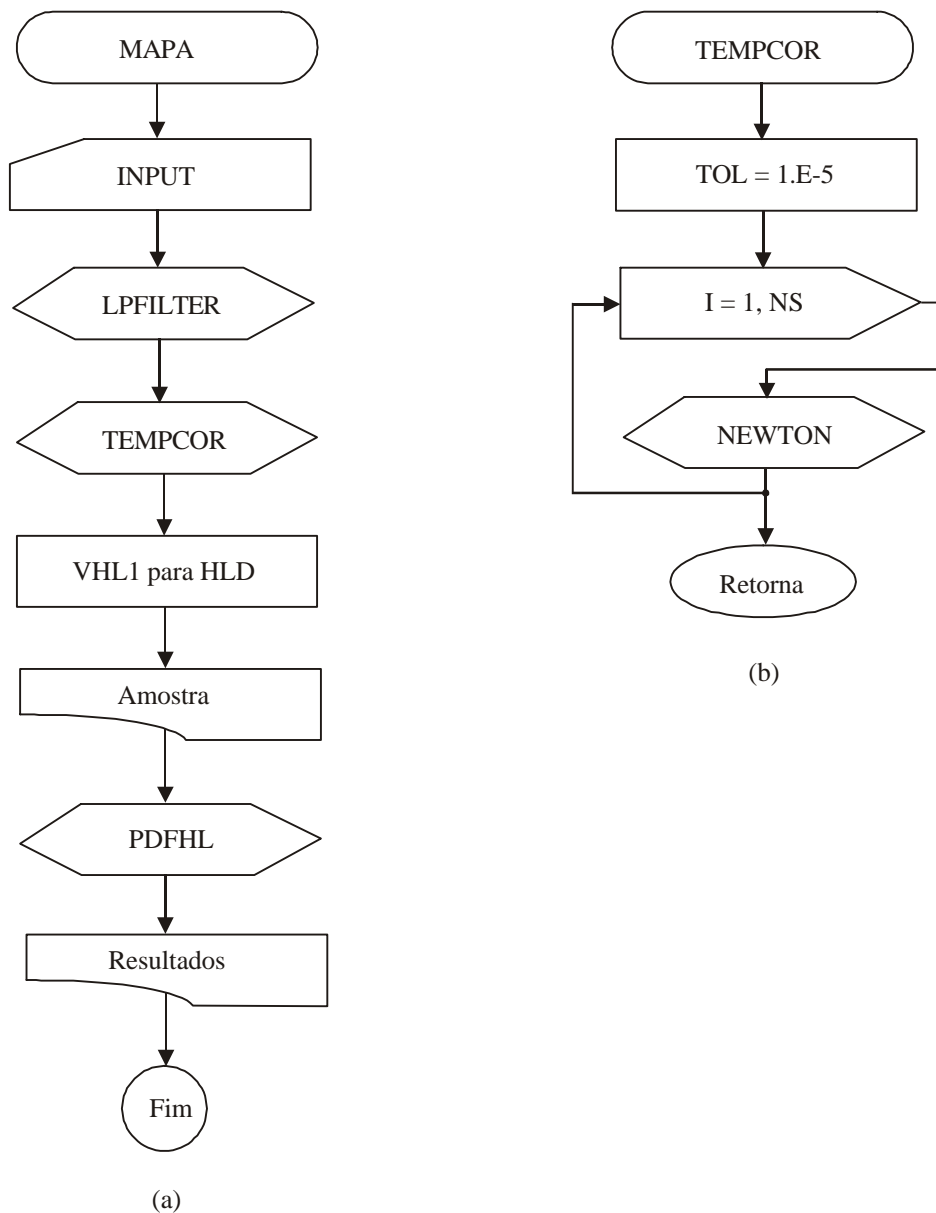 MAPA
INPUT
LPFILTER
TEMPCOR
VHL1 para HLD
Amostra
PDFHL
Resultados
Fim
(a)
TEMPCOR
TOL = 1.E-5
I = 1, NS
NEWTON
Retorna
(b)